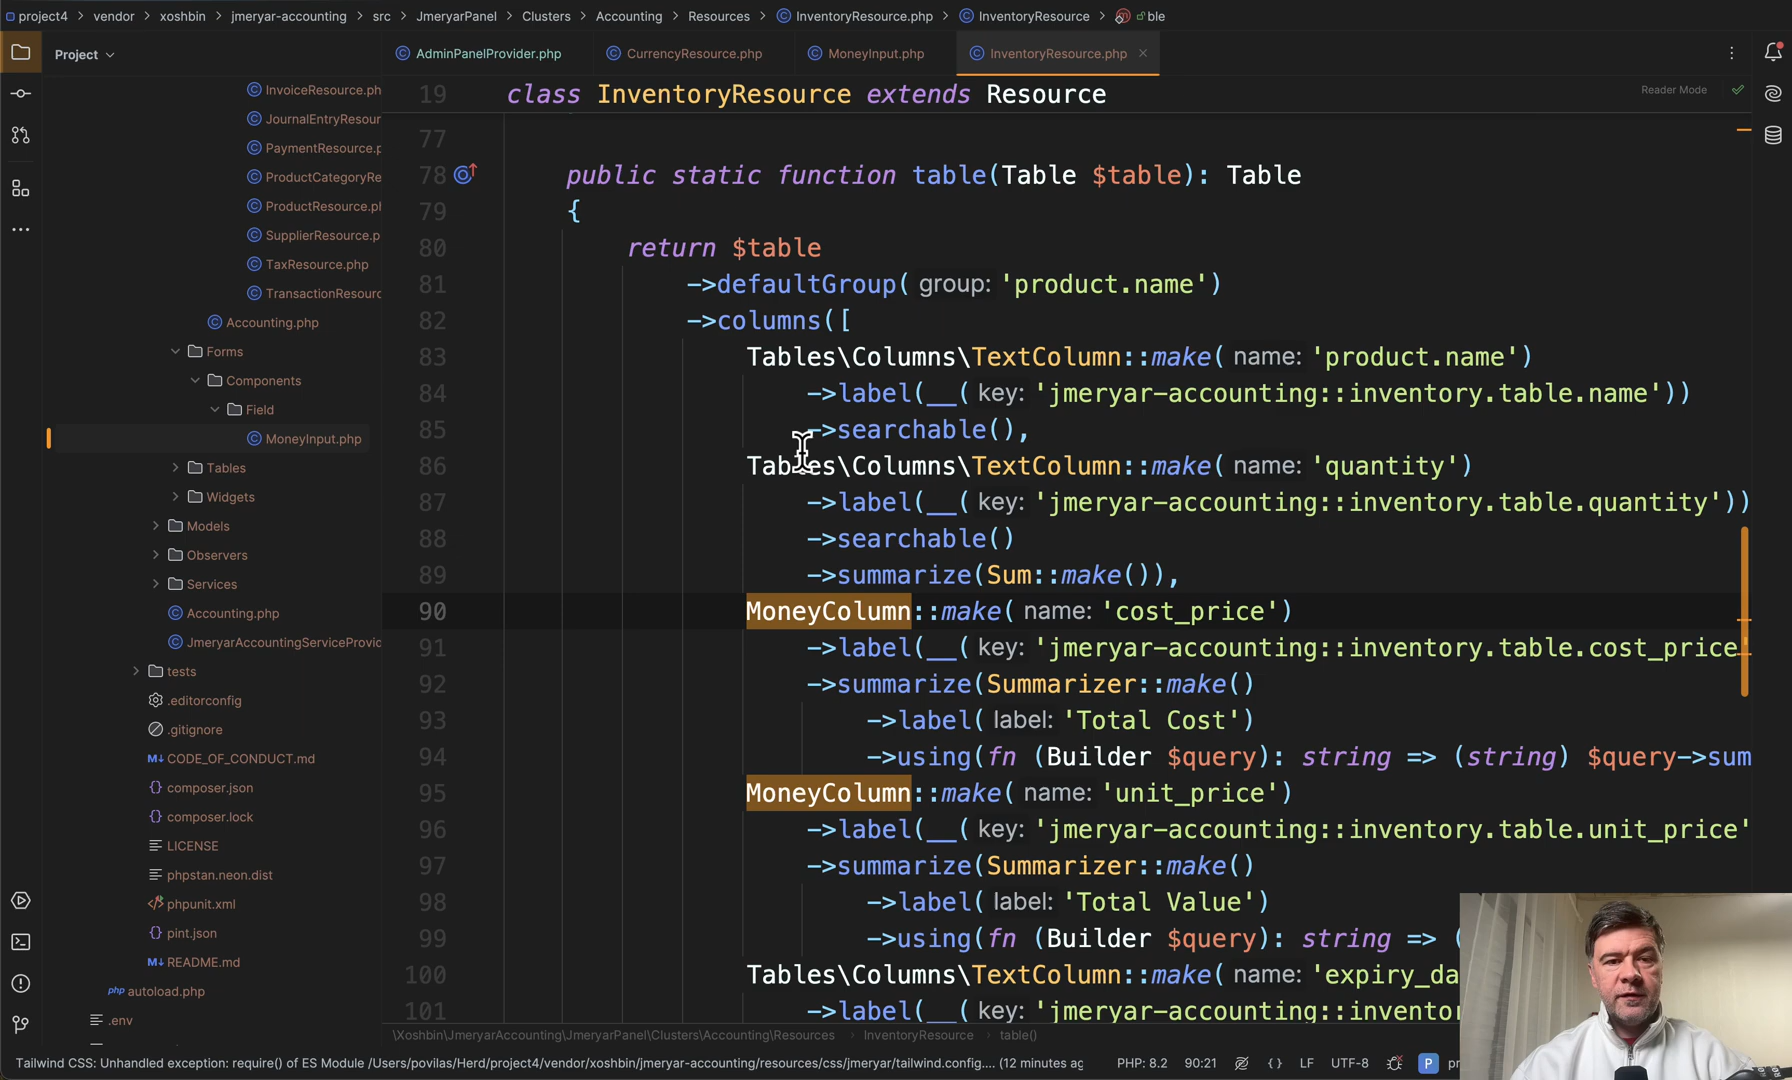 project4 vendor xoshbin jmeryar-accounting src JmeryarPanel Clusters Accounting Resources InventoryResource.php InventoryResource ble
Project
AdminPanelProvider.php CurrencyResource.php MoneyInput.php InventoryResource.php
Reader Mode
InvoiceResource.ph
JournalEntryResour
PaymentResource.p
ProductCategoryRe
ProductResource.ph
SupplierResource.p
TaxResource.php
TransactionResourc
Accounting.php
Forms
Components
Field
MoneyInput.php
Tables
Widgets
Models
Observers
Services
Accounting.php
JmeryarAccountingServiceProvid
tests
.editorconfig
.gitignore
CODE_OF_CONDUCT.md
composer.json
composer.lock
LICENSE
phpstan.neon.dist
phpunit.xml
pint.json
README.md
autoload.php
.env
19 class InventoryResource extends Resource
77
78 public static function table(Table $table): Table
79 {
80 return $table
81 ->defaultGroup( group: 'product.name')
82 ->columns([
83 Tables\Columns\TextColumn::make( name: 'product.name')
84 ->label(__( key: 'jmeryar-accounting::inventory.table.name'))
85 ->searchable(),
86 Tables\Columns\TextColumn::make( name: 'quantity')
87 ->label(__( key: 'jmeryar-accounting::inventory.table.quantity'))
88 ->searchable()
89 ->summarize(Sum::make()),
90 MoneyColumn::make( name: 'cost_price')
91 ->label(__( key: 'jmeryar-accounting::inventory.table.cost_price'
92 ->summarize(Summarizer::make()
93 ->label( label: 'Total Cost')
94 ->using(fn (Builder $query): string => (string) $query->sum
95 MoneyColumn::make( name: 'unit_price')
96 ->label(__( key: 'jmeryar-accounting::inventory.table.unit_price'
97 ->summarize(Summarizer::make()
98 ->label( label: 'Total Value')
99 ->using(fn (Builder $query): string => (
100 Tables\Columns\TextColumn::make( name: 'expiry_da
101 ->label(__( key: 'jmeryar-accounting::invento
\Xoshbin\JmeryarAccounting\JmeryarPanel\Clusters\Accounting\Resources InventoryResource table()
Tailwind CSS: Unhandled exception: require() of ES Module /Users/povilas/Herd/project4/vendor/xoshbin/jmeryar-accounting/resources/css/jmeryar/tailwind.config.... (12 minutes ag PHP: 8.2 90:21 { } LF UTF-8 P pr